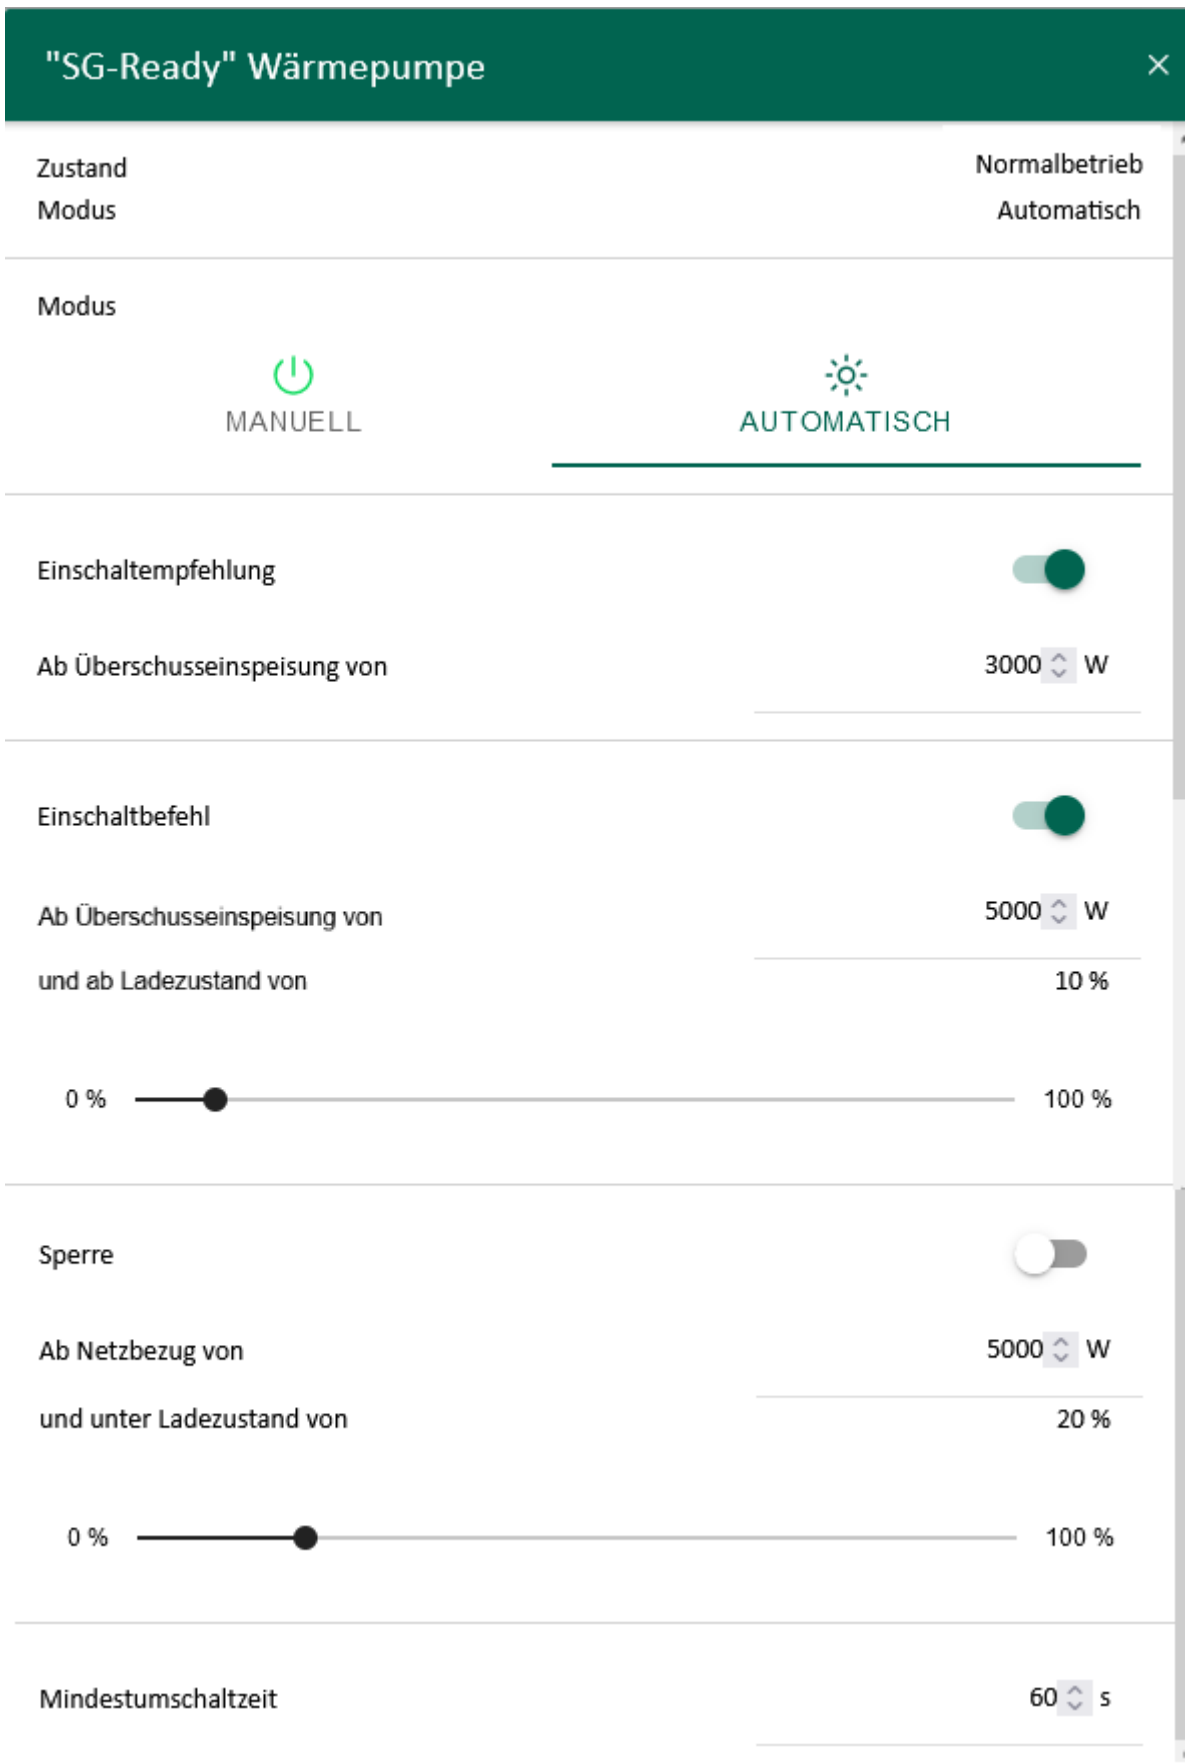 "SG-Ready" Wärmepumpe
Zustand Normalbetrieb
Modus Automatisch
Modus
MANUELL AUTOMATISCH
Einschaltempfehlung
Ab Überschusseinspeisung von 3000 W
Einschaltbefehl
Ab Überschusseinspeisung von 5000 W
und ab Ladezustand von 10 %
0 % 100 %
Sperre
Ab Netzbezug von 5000 W
und unter Ladezustand von 20 %
0 % 100 %
Mindestumschaltzeit 60 s